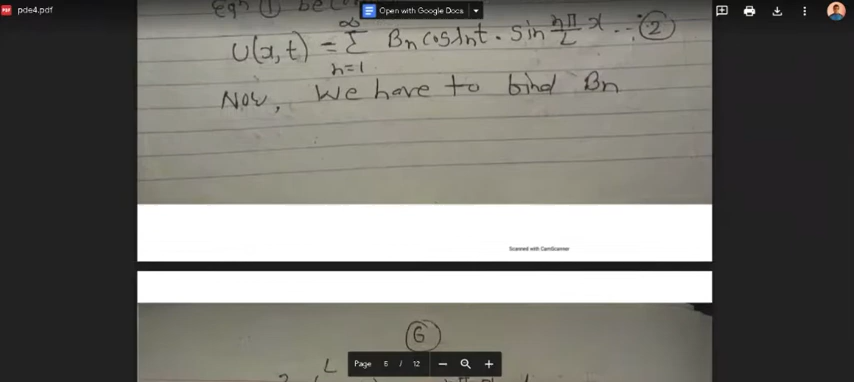 pde4.pdf
Open with Google Docs
Eqn ① beco
U(x,t) = ∞ Σ n=1 Bn cosλnt · sin nπ/L x --- ②
Now, We have to find Bn
Scanned with CamScanner
⑥
L
Page 5 / 12